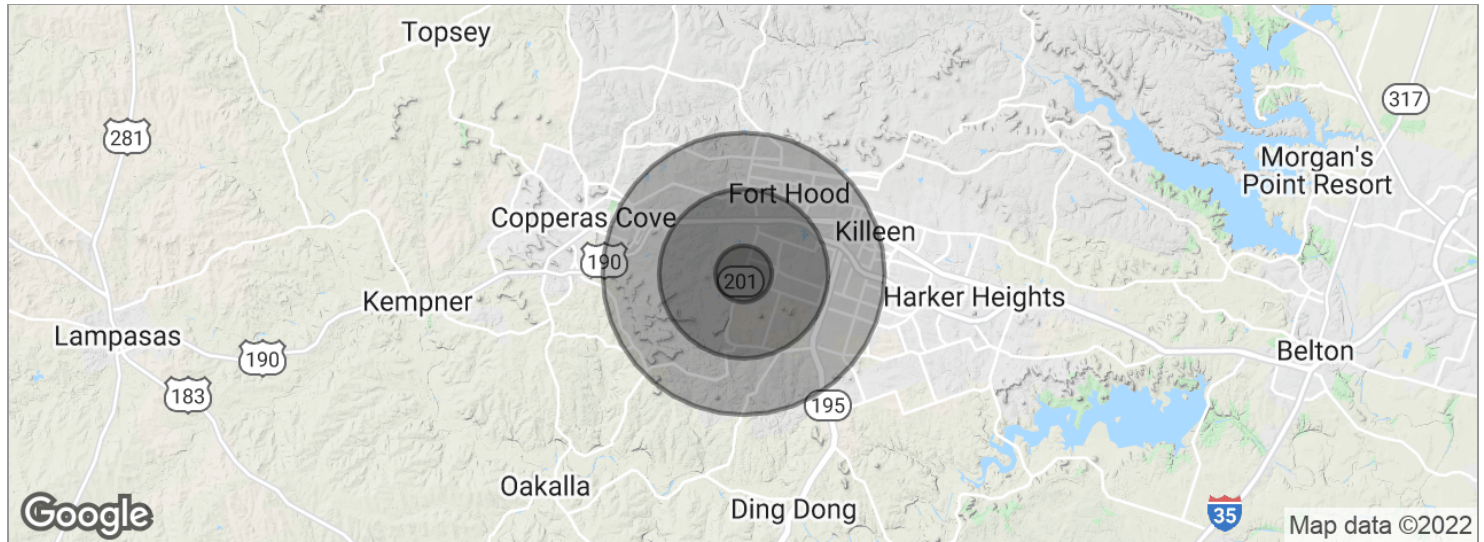 Topsey
281
317
Morgan's
Point Resort
Fort Hood
Copperas Cove
Killeen
190
201
Kempner
Harker Heights
Lampasas
190
Belton
183
195
Oakalla
Ding Dong
35
Google
Map data ©2022